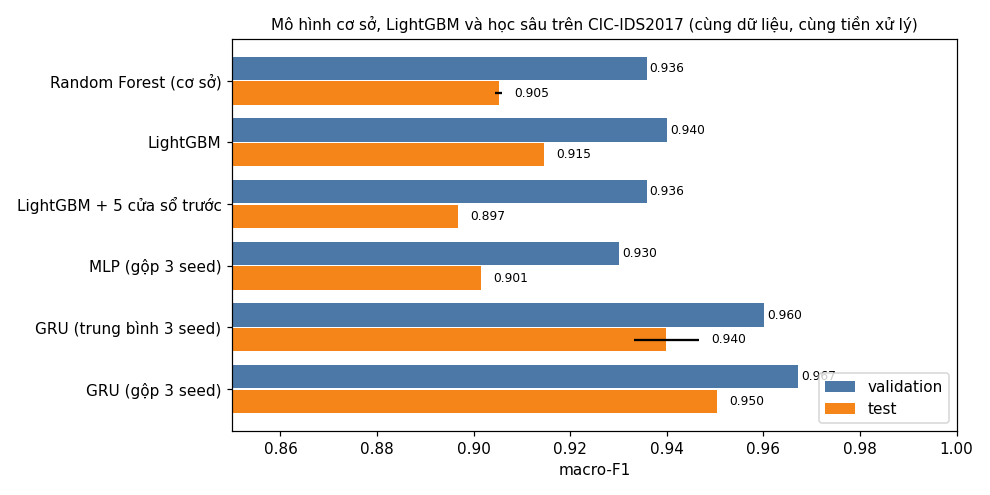 Mô hình cơ sở, LightGBM và học sâu trên CIC-IDS2017 (cùng dữ liệu, cùng tiền xử lý)
Random Forest (cơ sở)
0.936
0.905
LightGBM
0.940
0.915
LightGBM + 5 cửa sổ trước
0.936
0.897
MLP (gộp 3 seed)
0.930
0.901
GRU (trung bình 3 seed)
0.960
0.940
GRU (gộp 3 seed)
0.967
0.950
validation
test
0.86 0.88 0.90 0.92 0.94 0.96 0.98 1.00
macro-F1